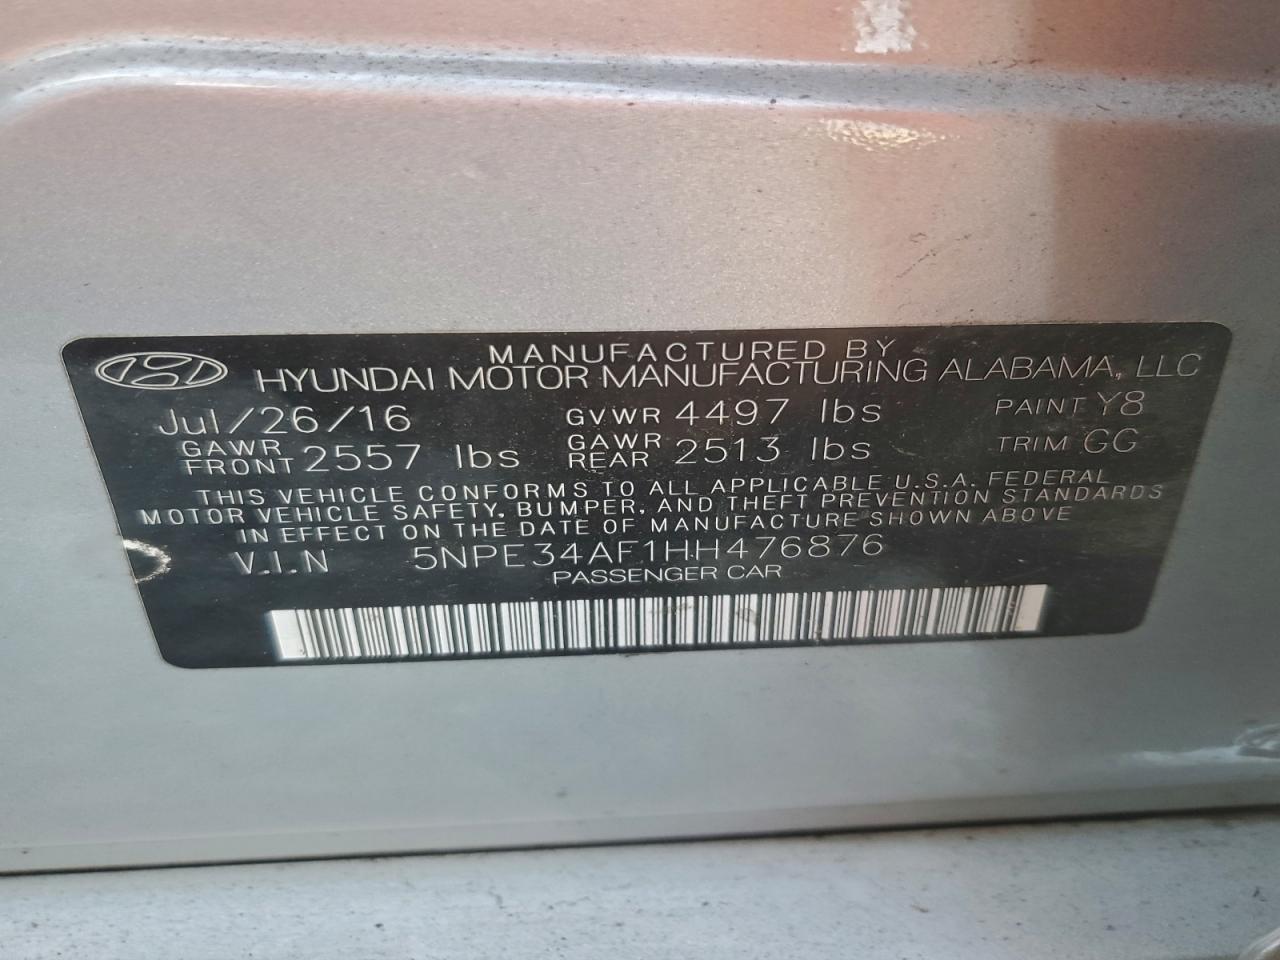 MANUFACTURED BY
HYUNDAI MOTOR MANUFACTURING ALABAMA, LLC
Jul/26/16 GVWR 4497 lbs PAINT Y8
GAWR FRONT 2557 lbs GAWR REAR 2513 lbs TRIM GG
THIS VEHICLE CONFORMS TO ALL APPLICABLE U.S.A. FEDERAL
MOTOR VEHICLE SAFETY, BUMPER, AND THEFT PREVENTION STANDARDS
IN EFFECT ON THE DATE OF MANUFACTURE SHOWN ABOVE
V.I.N 5NPE34AF1HH476876
PASSENGER CAR